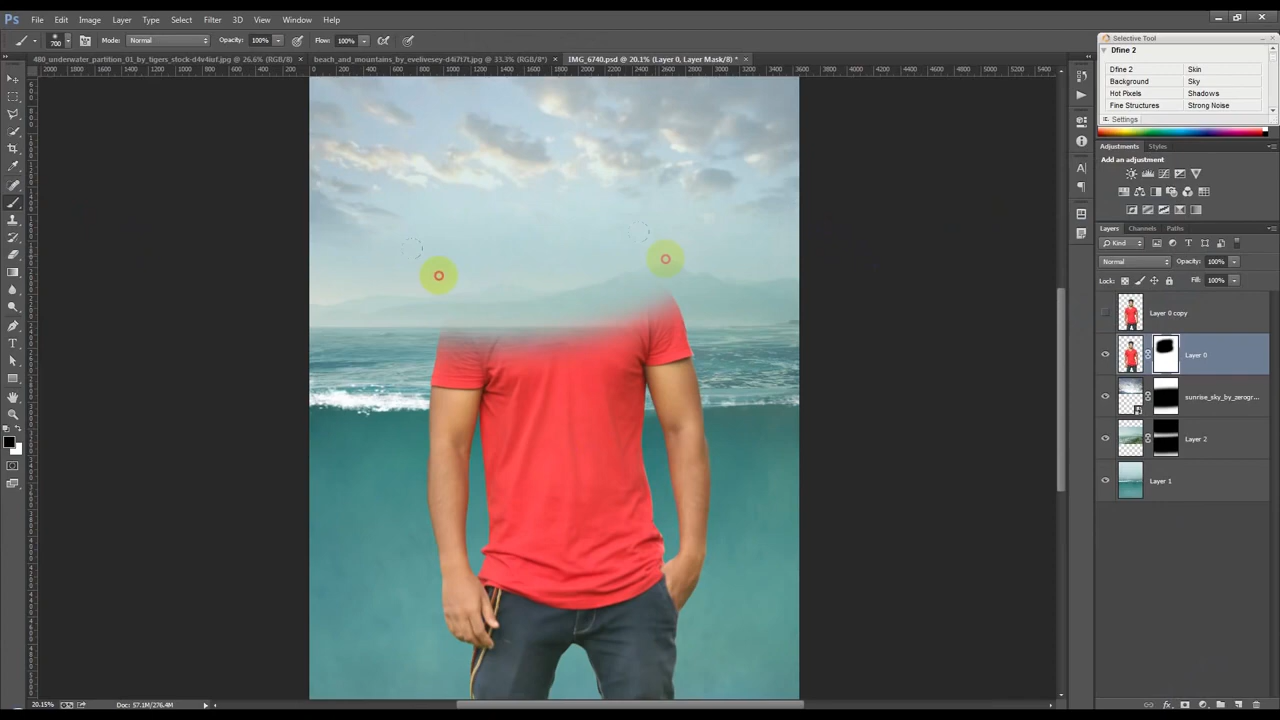 Ps File Edit Image Layer Type Select Filter 3D View Window Help
700 Mode: Normal Opacity: 100% Flow: 100%
480_underwater_partition_01_by_tigers_stock-d4v4iuf.jpg @ 26.6% (RGB/8) × beach_and_mountains_by_evelivesey-d4i7t7t.jpg @ 33.3% (RGB/8*) × IMG_6740.psd @ 20.1% (Layer 0, Layer Mask/8) * ×
Selective Tool
Dfine 2
Dfine 2 Skin
Background Sky
Hot Pixels Shadows
Fine Structures Strong Noise
Settings
Adjustments Styles
Add an adjustment
Layers Channels Paths
Kind
Normal Opacity: 100%
Lock: Fill: 100%
Layer 0 copy
Layer 0
sunrise_sky_by_zerogr...
Layer 2
Layer 1
20.15% Doc: 57.1M/276.4M